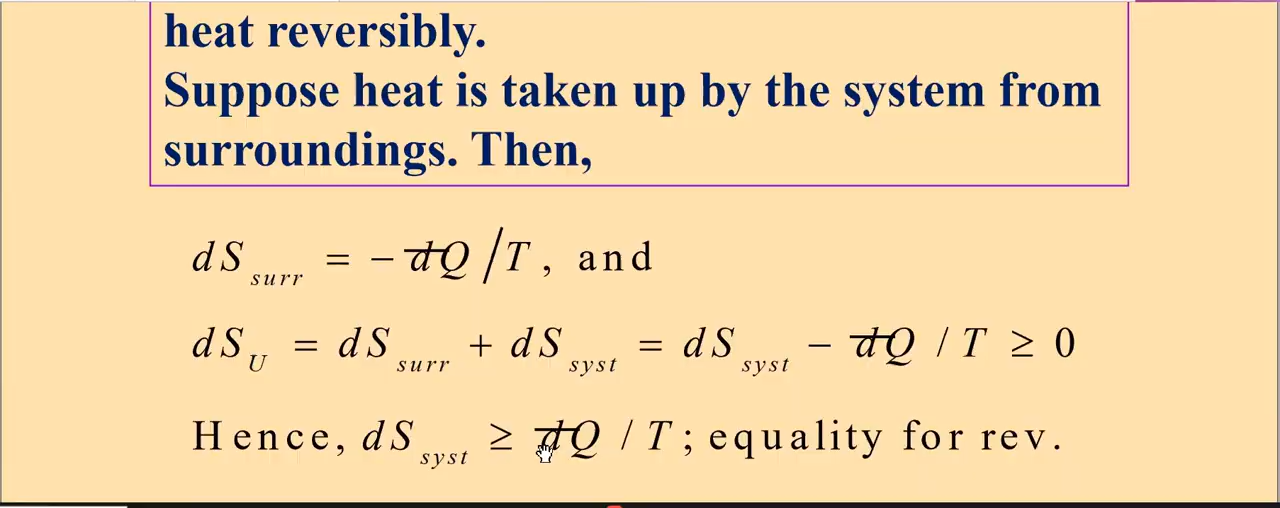 heat reversibly.
Suppose heat is taken up by the system from
surroundings. Then,
dS_surr = −đQ/T, and
dS_U = dS_surr + dS_syst = dS_syst − đQ / T ≥ 0
Hence, dS_syst ≥ đQ / T; equality for rev.